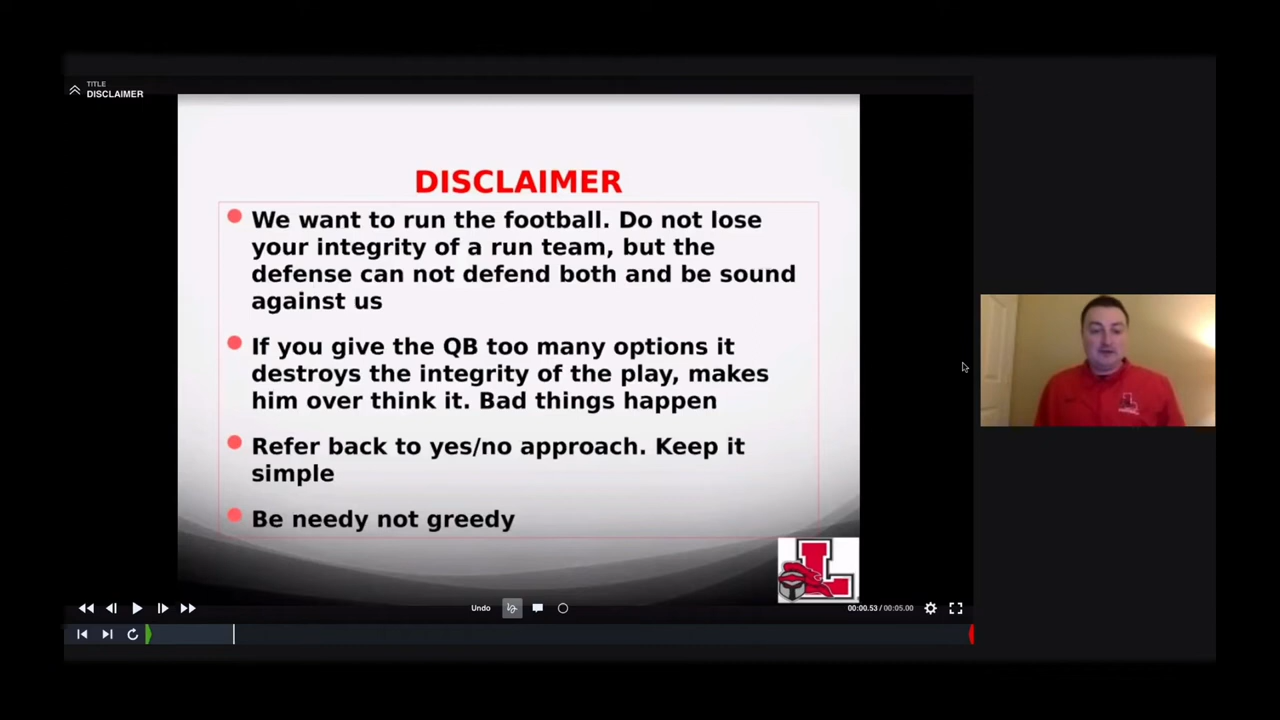 TITLE
DISCLAIMER
DISCLAIMER
We want to run the football. Do not lose
your integrity of a run team, but the
defense can not defend both and be sound
against us
If you give the QB too many options it
destroys the integrity of the play, makes
him over think it. Bad things happen
Refer back to yes/no approach. Keep it
simple
Be needy not greedy
L
Undo
00:00.53 / 00:05.00